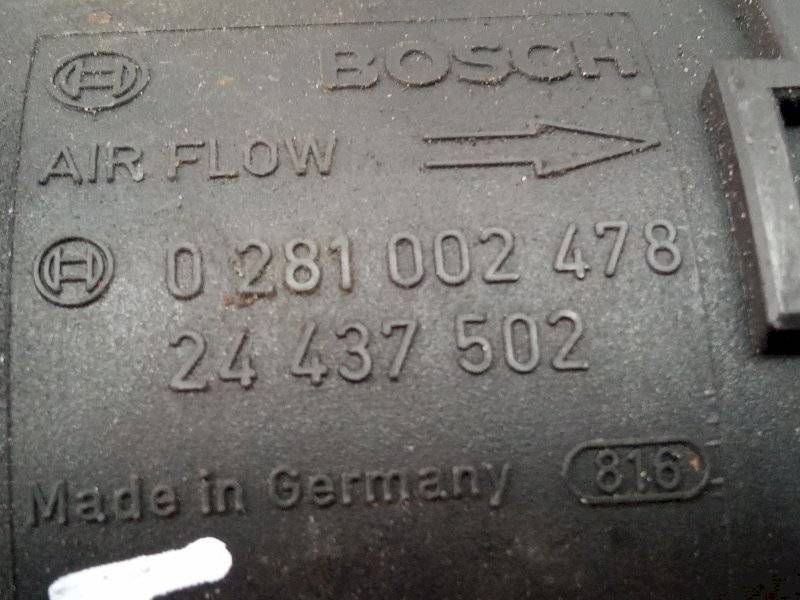 BOSCH
AIR FLOW
0 281 002 478
24 437 502
Made in Germany 816